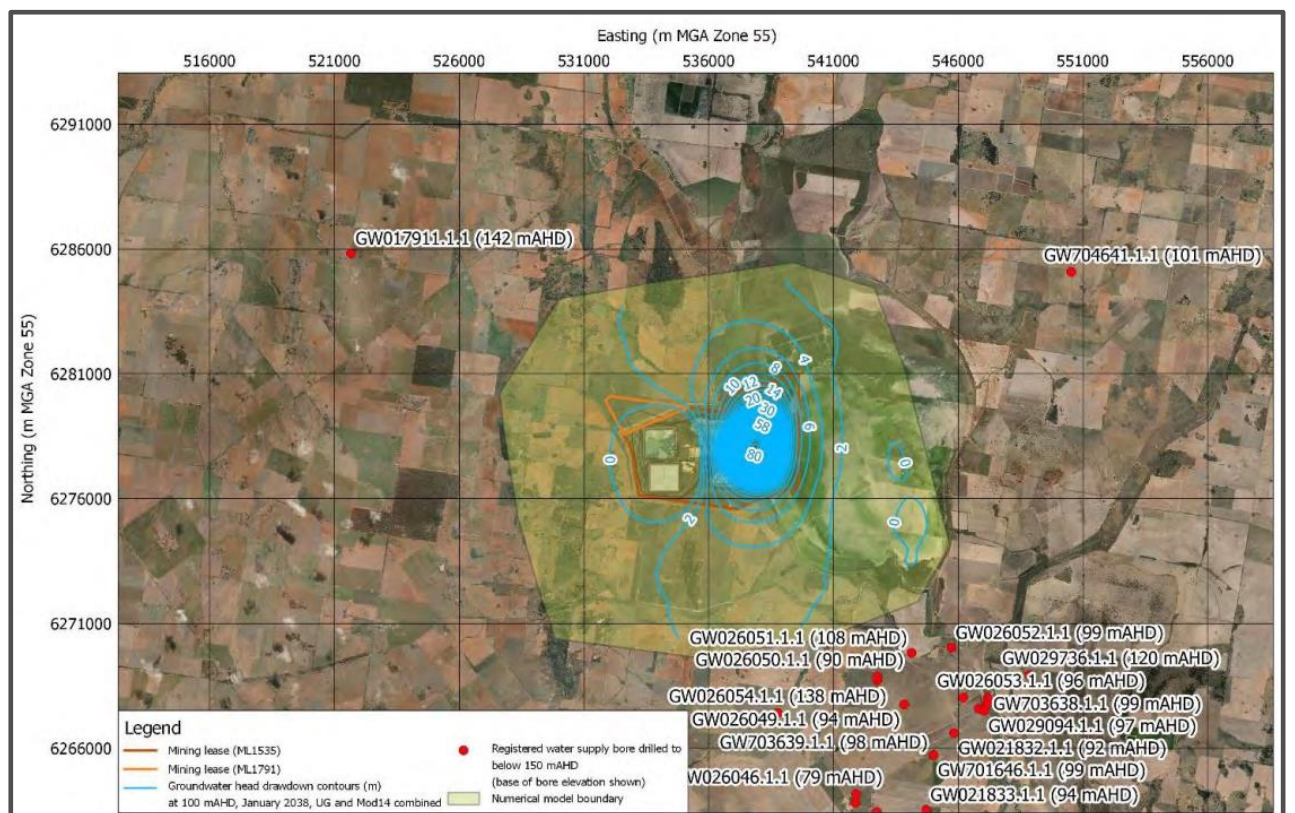 Easting (m MGA Zone 55)
516000 521000 526000 531000 536000 541000 546000 551000 556000
Northing (m MGA Zone 55)
6291000
6286000
6281000
6276000
6271000
6266000
GW017911.1.1 (142 mAHD)
GW704641.1.1 (101 mAHD)
4
8
10 12 14
20 30
58
80
6
2
0
0
0
2
GW026051.1.1 (108 mAHD)
GW026052.1.1 (99 mAHD)
GW026050.1.1 (90 mAHD)
GW029736.1.1 (120 mAHD)
GW026053.1.1 (96 mAHD)
GW026054.1.1 (138 mAHD)
GW703638.1.1 (99 mAHD)
GW026049.1.1 (94 mAHD)
GW029094.1.1 (97 mAHD)
GW703639.1.1 (98 mAHD)
GW021832.1.1 (92 mAHD)
GW701646.1.1 (99 mAHD)
W026046.1.1 (79 mAHD)
GW021833.1.1 (94 mAHD)
Legend
Mining lease (ML1535)
Mining lease (ML1791)
Groundwater head drawdown contours (m)
at 100 mAHD, January 2038, UG and Mod14 combined
Registered water supply bore drilled to
below 150 mAHD
(base of bore elevation shown)
Numerical model boundary